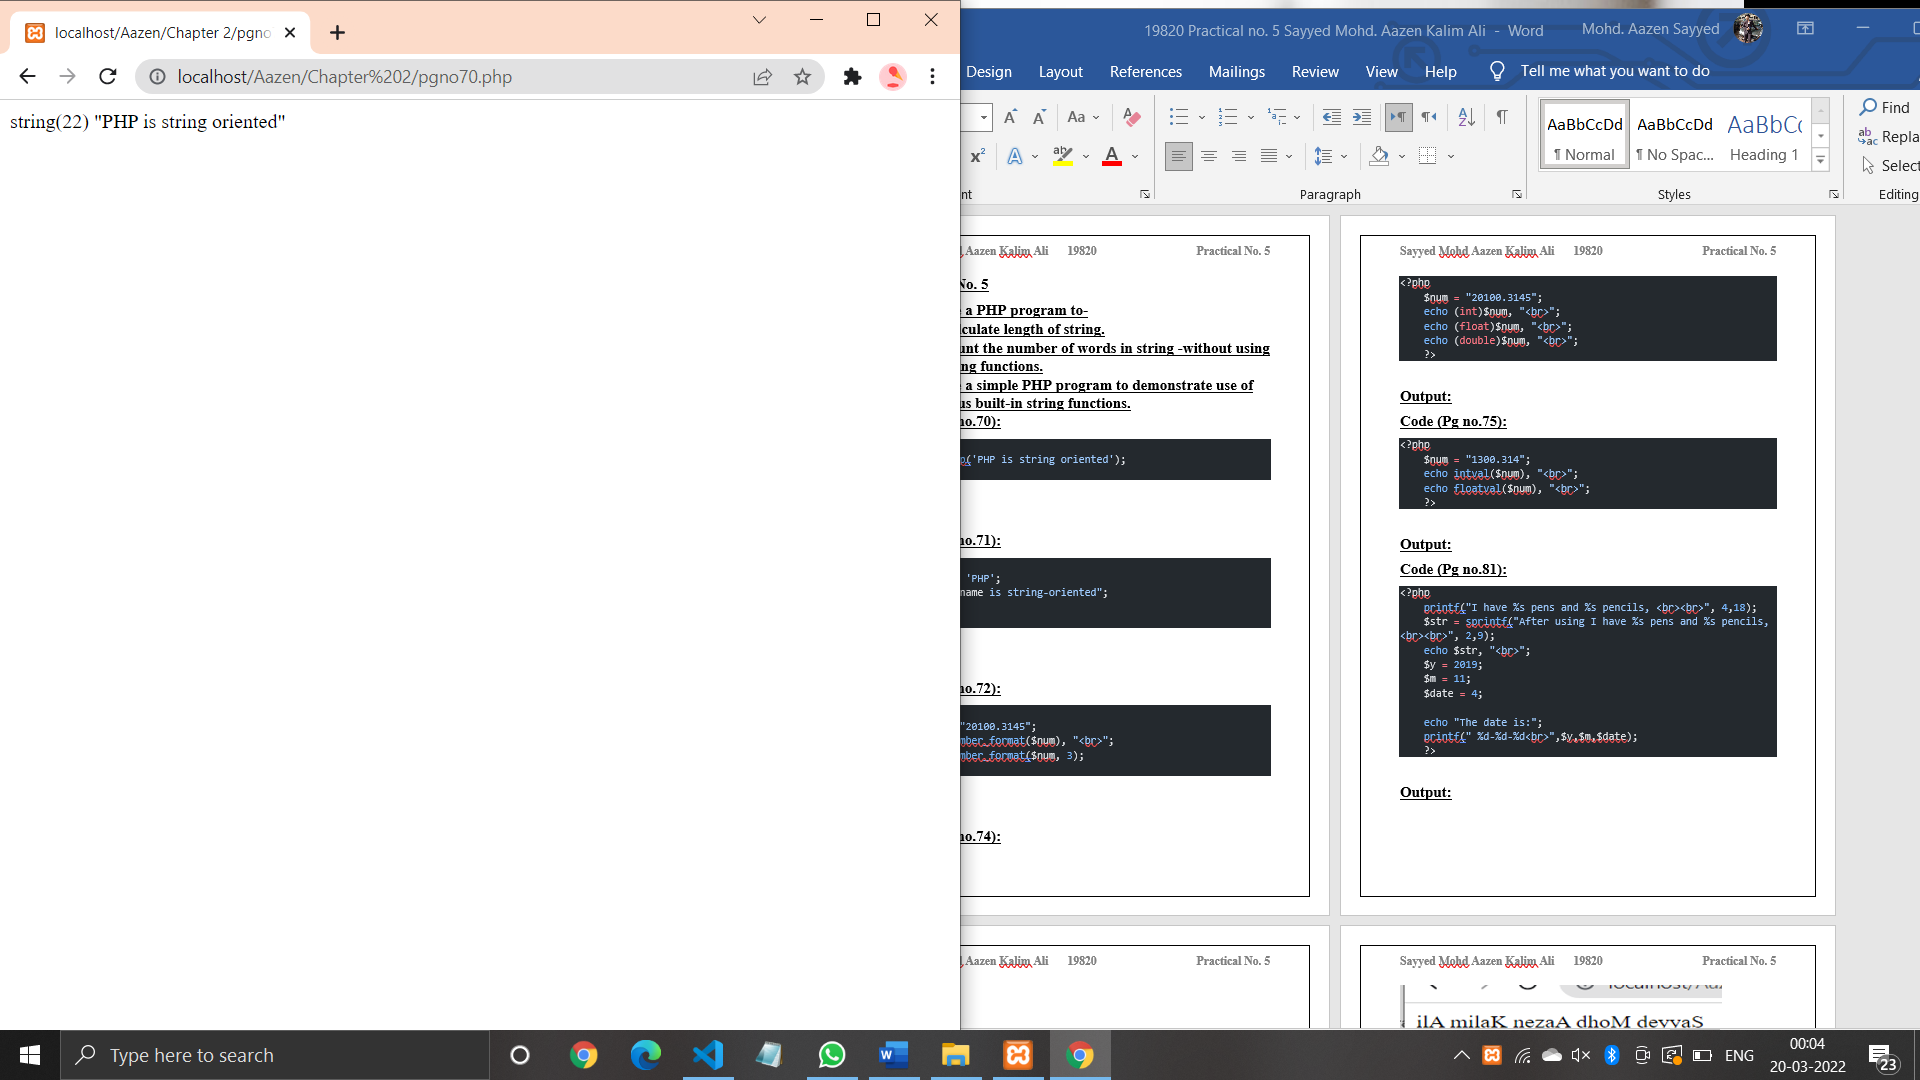 localhost/Aazen/Chapter 2/pgno
localhost/Aazen/Chapter%202/pgno70.php
string(22) "PHP is string oriented"
19820 Practical no. 5 Sayyed Mohd. Aazen Kalim Ali - Word
Mohd. Aazen Sayyed
Design Layout References Mailings Review View Help Tell me what you want to do
Aa
AaBbCcDd AaBbCcDd AaBbCc
¶ Normal ¶ No Spac... Heading 1
Find
Repla
Select
nt Paragraph Styles Editing
Aazen Kalim Ali 19820 Practical No. 5
No. 5
e a PHP program to-
lculate length of string.
unt the number of words in string -without using
ng functions.
e a simple PHP program to demonstrate use of
us built-in string functions.
no.70):
p('PHP is string oriented');
no.71):
'PHP';
name is string-oriented";
no.72):
"20100.3145";
mber_format($num), "<br>";
mber_format($num, 3);
no.74):
Sayyed Mohd Aazen Kalim Ali 19820 Practical No. 5
<?php
$num = "20100.3145";
echo (int)$num, "<br>";
echo (float)$num, "<br>";
echo (double)$num, "<br>";
?>
Output:
Code (Pg no.75):
<?php
$num = "1300.314";
echo intval($num), "<br>";
echo floatval($num), "<br>";
?>
Output:
Code (Pg no.81):
<?php
printf("I have %s pens and %s pencils, <br><br>", 4,18);
$str = sprintf("After using I have %s pens and %s pencils,
<br><br>", 2,9);
echo $str, "<br>";
$y = 2019;
$m = 11;
$date = 4;
echo "The date is:";
printf(" %d-%d-%d<br>",$y,$m,$date);
?>
Output:
Aazen Kalim Ali 19820 Practical No. 5
Sayyed Mohd Aazen Kalim Ali 19820 Practical No. 5
ilA milaK nezaA dhoM deyyaS
Type here to search
ENG
00:04
20-03-2022
23